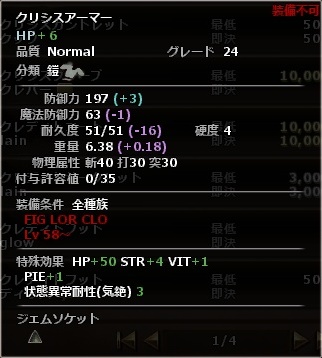 クリシスアーマー 装備不可
HP+6
品質 Normal グレード 24
分類 鎧
防御力 197 (+3)
魔法防御力 63 (-1)
耐久度 51/51 (-16) 硬度 4
重量 6.38 (+0.18)
物理属性 斬40 打30 突30
付与許容値 0/35
装備条件 全種族
FIG LOR CLO
Lv 58~
特殊効果 HP+50 STR+4 VIT+1
PIE+1
状態異常耐性(気絶) 3
ジェムソケット
1/4